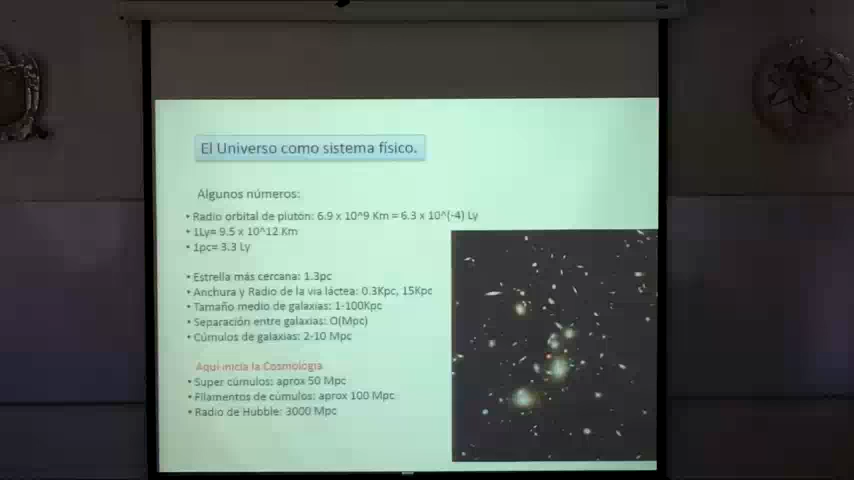 El Universo como sistema físico.
Algunos números:
• Radio orbital de plutón: 6.9 x 10^9 Km = 6.3 x 10^(-4) Ly
• 1Ly= 9.5 x 10^12 Km
• 1pc= 3.3 Ly
• Estrella más cercana: 1.3pc
• Anchura y Radio de la via láctea: 0.3Kpc, 15Kpc
• Tamaño medio de galaxias: 1-100Kpc
• Separación entre galaxias: O(Mpc)
• Cúmulos de galaxias: 2-10 Mpc
Aquí inicia la Cosmología
• Super cúmulos: aprox 50 Mpc
• Filamentos de cúmulos: aprox 100 Mpc
• Radio de Hubble: 3000 Mpc